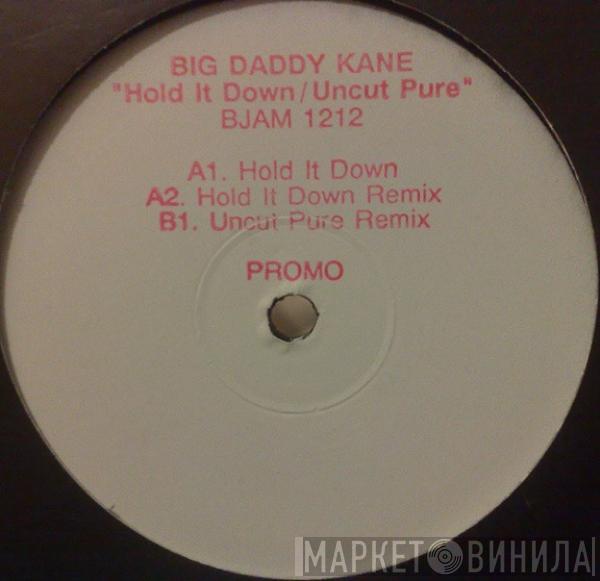 BIG DADDY KANE
"Hold It Down/Uncut Pure"
BJAM 1212
A1. Hold It Down
A2. Hold It Down Remix
B1. Uncut Pure Remix
PROMO
МАРКЕТ ВИНИЛА